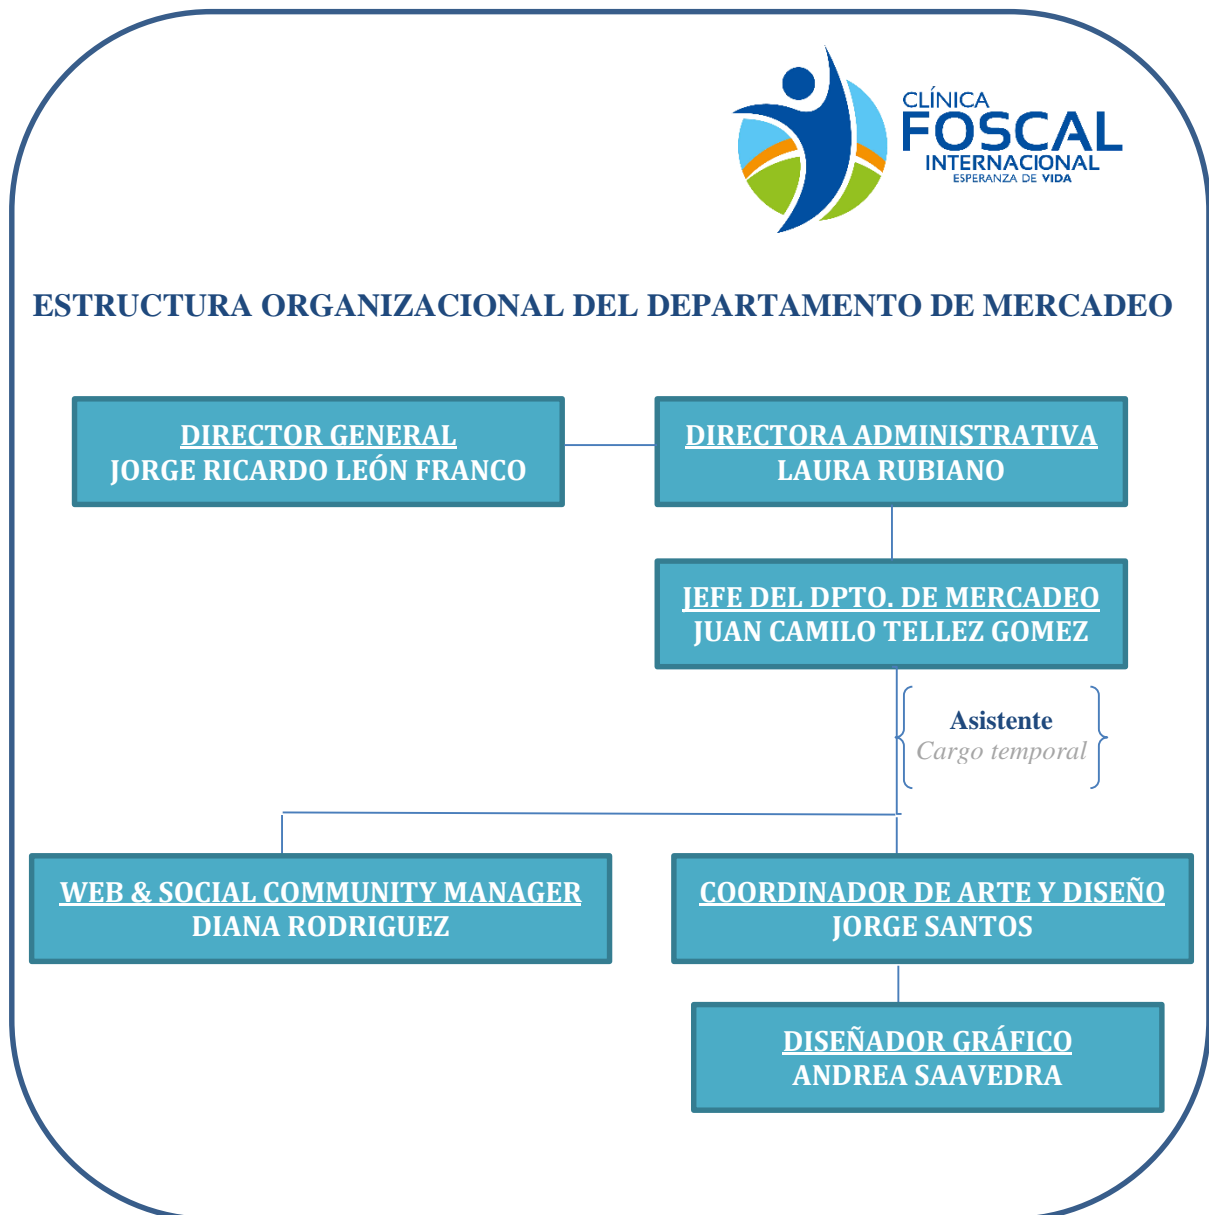 CLÍNICA
FOSCAL
INTERNACIONAL
ESPERANZA DE VIDA
ESTRUCTURA ORGANIZACIONAL DEL DEPARTAMENTO DE MERCADEO
DIRECTOR GENERAL
JORGE RICARDO LEÓN FRANCO
DIRECTORA ADMINISTRATIVA
LAURA RUBIANO
JEFE DEL DPTO. DE MERCADEO
JUAN CAMILO TELLEZ GOMEZ
Asistente
Cargo temporal
WEB & SOCIAL COMMUNITY MANAGER
DIANA RODRIGUEZ
COORDINADOR DE ARTE Y DISEÑO
JORGE SANTOS
DISEÑADOR GRÁFICO
ANDREA SAAVEDRA